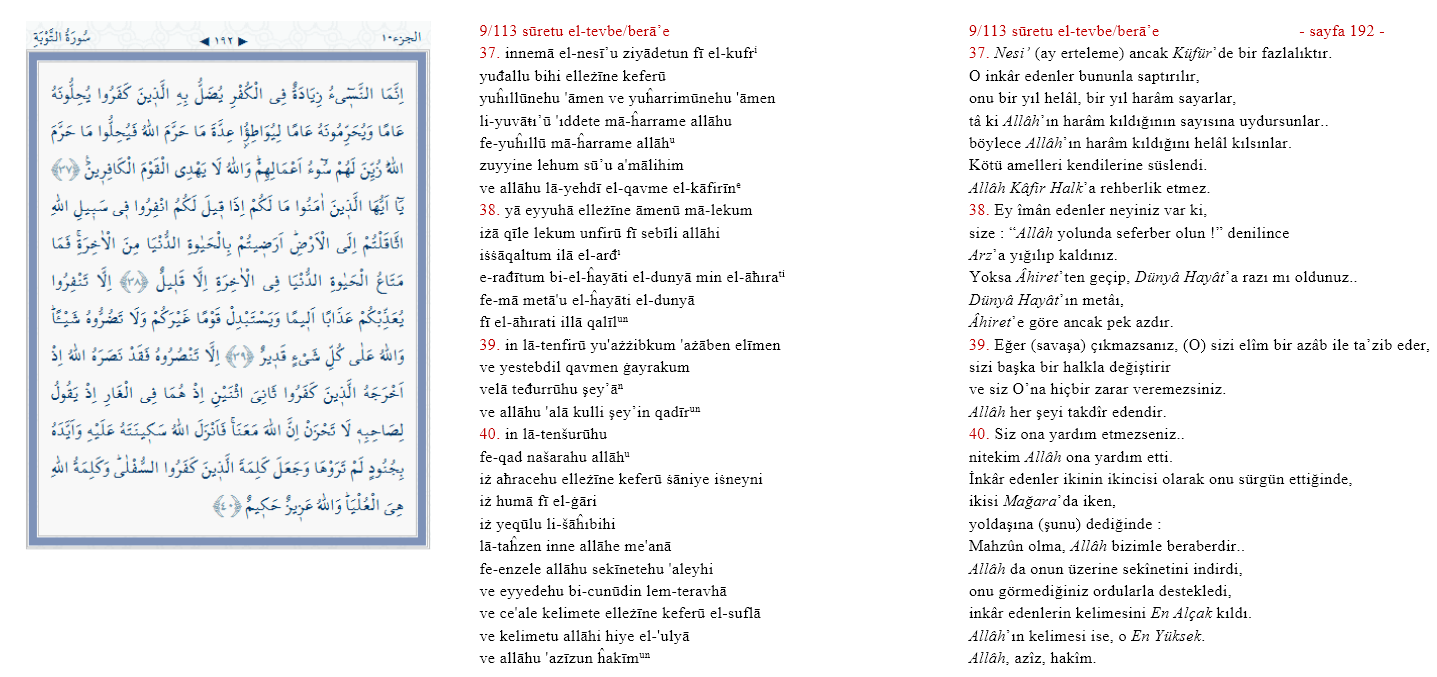 سُورَةُ التَّوْبَةِ ◀ ١٩٢ ▶ الجزء١٠
اِنَّمَا النَّس۪ٓيءُ زِيَادَةٌ فِي الْكُفْرِ يُضَلُّ بِهِ الَّذ۪ينَ كَفَرُوا يُحِلُّونَهُ
عَامًا وَيُحَرِّمُونَهُ عَامًا لِيُوَاطِؤُ۫ا عِدَّةَ مَا حَرَّمَ اللّٰهُ فَيُحِلُّوا مَا حَرَّمَ
اللّٰهُۜ زُيِّنَ لَهُمْ سُٓوءُ اَعْمَالِهِمْۜ وَاللّٰهُ لَا يَهْدِي الْقَوْمَ الْكَافِر۪ينَ۟ ﴿٣٧﴾
يَٓا اَيُّهَا الَّذ۪ينَ اٰمَنُوا مَا لَكُمْ اِذَا ق۪يلَ لَكُمُ انْفِرُوا ف۪ي سَب۪يلِ اللّٰهِ
اثَّاقَلْتُمْ اِلَى الْاَرْضِۜ اَرَض۪يتُمْ بِالْحَيٰوةِ الدُّنْيَا مِنَ الْاٰخِرَةِۚ فَمَا
مَتَاعُ الْحَيٰوةِ الدُّنْيَا فِي الْاٰخِرَةِ اِلَّا قَل۪يلٌ ﴿٣٨﴾ اِلَّا تَنْفِرُوا
يُعَذِّبْكُمْ عَذَابًا اَل۪يمًا وَيَسْتَبْدِلْ قَوْمًا غَيْرَكُمْ وَلَا تَضُرُّوهُ شَيْـًٔاۜ
وَاللّٰهُ عَلٰى كُلِّ شَيْءٍ قَد۪يرٌ ﴿٣٩﴾ اِلَّا تَنْصُرُوهُ فَقَدْ نَصَرَهُ اللّٰهُ اِذْ
اَخْرَجَهُ الَّذ۪ينَ كَفَرُوا ثَانِيَ اثْنَيْنِ اِذْ هُمَا فِي الْغَارِ اِذْ يَقُولُ
لِصَاحِبِه۪ لَا تَحْزَنْ اِنَّ اللّٰهَ مَعَنَاۚ فَاَنْزَلَ اللّٰهُ سَك۪ينَتَهُ عَلَيْهِ وَاَيَّدَهُ
بِجُنُودٍ لَمْ تَرَوْهَا وَجَعَلَ كَلِمَةَ الَّذ۪ينَ كَفَرُوا السُّفْلٰىۜ وَكَلِمَةُ اللّٰهِ
هِيَ الْعُلْيَاۜ وَاللّٰهُ عَز۪يزٌ حَك۪يمٌ ﴿٤٠﴾
9/113 sūretu el-tevbe/berā’e
37. innemā el-nesī’u ziyādetun fī el-kufrⁱ
yuđallu bihi elleżīne keferū
yuĥıllūnehu 'āmen ve yuĥarrimūnehu 'āmen
li-yuvāŧı’ū 'ıddete mā-ĥarrame allāhu
fe-yuĥıllū mā-ĥarrame allāhᵘ
zuyyine lehum sū’u a'mālihim
ve allāhu lā-yehdī el-qavme el-kāfirīnᵉ
38. yā eyyuhā elleżīne āmenū mā-lekum
iżā qīle lekum unfirū fī sebīli allāhi
iŝŝāqaltum ilā el-arđⁱ
e-rađītum bi-el-ĥayāti el-dunyā min el-āħıraᵗⁱ
fe-mā metā'u el-ĥayāti el-dunyā
fī el-āħırati illā qalīlᵘⁿ
39. in lā-tenfirū yu'ażżibkum 'ażāben elīmen
ve yestebdil qavmen ġayrakum
velā teđurrūhu şey’āⁿ
ve allāhu 'alā kulli şey’in qadīrᵘⁿ
40. in lā-tenšurūhu
fe-qad našarahu allāhᵘ
iż aħracehu elleżīne keferū ŝāniye iŝneyni
iż humā fī el-ġāri
iż yeqūlu li-šāĥıbihi
lā-taĥzen inne allāhe me'anā
fe-enzele allāhu sekīnetehu 'aleyhi
ve eyyedehu bi-cunūdin lem-teravhā
ve ce'ale kelimete elleżīne keferū el-suflā
ve kelimetu allāhi hiye el-'ulyā
ve allāhu 'azīzun ĥakīmᵘⁿ
9/113 sūretu el-tevbe/berā’e - sayfa 192 -
37. Nesi’ (ay erteleme) ancak Küfür’de bir fazlalıktır.
O inkâr edenler bununla saptırılır,
onu bir yıl helâl, bir yıl harâm sayarlar,
tâ ki Allâh’ın harâm kıldığının sayısına uydursunlar..
böylece Allâh’ın harâm kıldığını helâl kılsınlar.
Kötü amelleri kendilerine süslendi.
Allâh Kâfir Halk’a rehberlik etmez.
38. Ey îmân edenler neyiniz var ki,
size : “Allâh yolunda seferber olun !” denilince
Arz’a yığılıp kaldınız.
Yoksa Âhiret’ten geçip, Dünyâ Hayât’a razı mı oldunuz..
Dünyâ Hayât’ın metâı,
Âhiret’e göre ancak pek azdır.
39. Eğer (savaşa) çıkmazsanız, (O) sizi elîm bir azâb ile ta’zib eder,
sizi başka bir halkla değiştirir
ve siz O’na hiçbir zarar veremezsiniz.
Allâh her şeyi takdîr edendir.
40. Siz ona yardım etmezseniz..
nitekim Allâh ona yardım etti.
İnkâr edenler ikinin ikincisi olarak onu sürgün ettiğinde,
ikisi Mağara’da iken,
yoldaşına (şunu) dediğinde :
Mahzûn olma, Allâh bizimle beraberdir..
Allâh da onun üzerine sekînetini indirdi,
onu görmediğiniz ordularla destekledi,
inkâr edenlerin kelimesini En Alçak kıldı.
Allâh’ın kelimesi ise, o En Yüksek.
Allâh, azîz, hakîm.